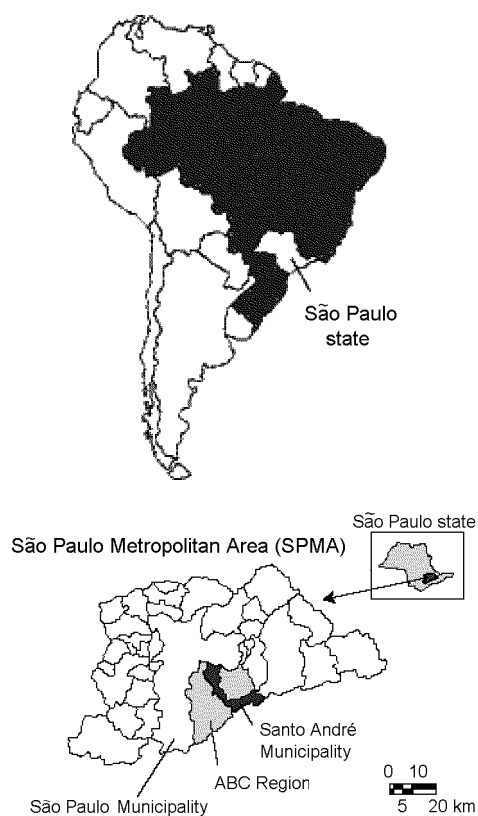 São Paulo
state
São Paulo state
São Paulo Metropolitan Area (SPMA)
Santo André
Municipality
ABC Region
São Paulo Municipality
0 10
5 20 km